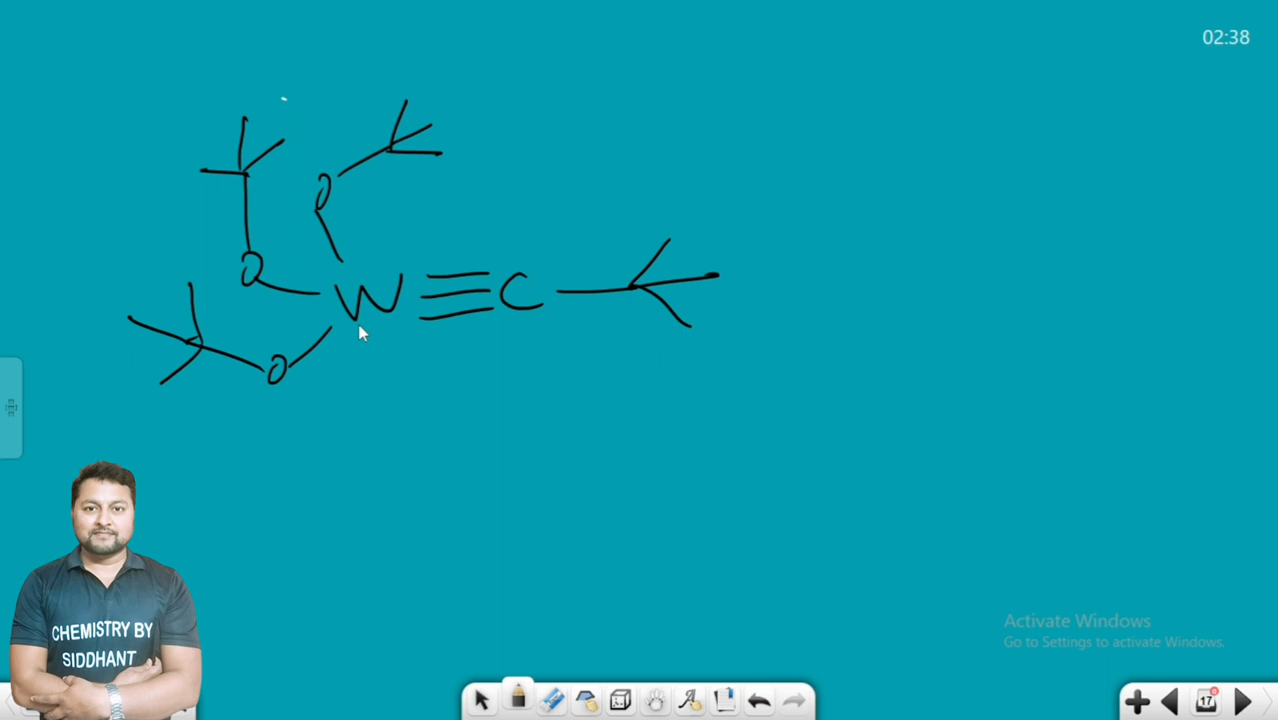 02:38
O
O
W ≡ C
O
CHEMISTRY BY
SIDDHANT
Activate Windows
Go to Settings to activate Windows.
17